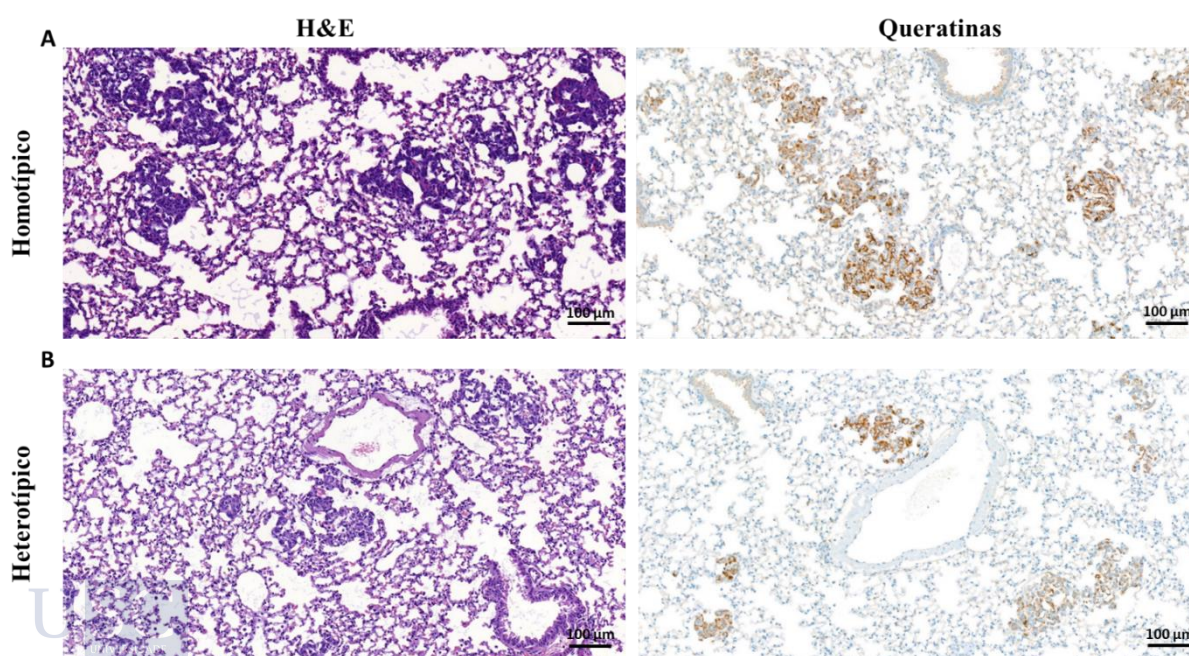 H&E
Queratinas
A
Homotípico
100 µm
100 µm
B
Heterotípico
100 µm
100 µm